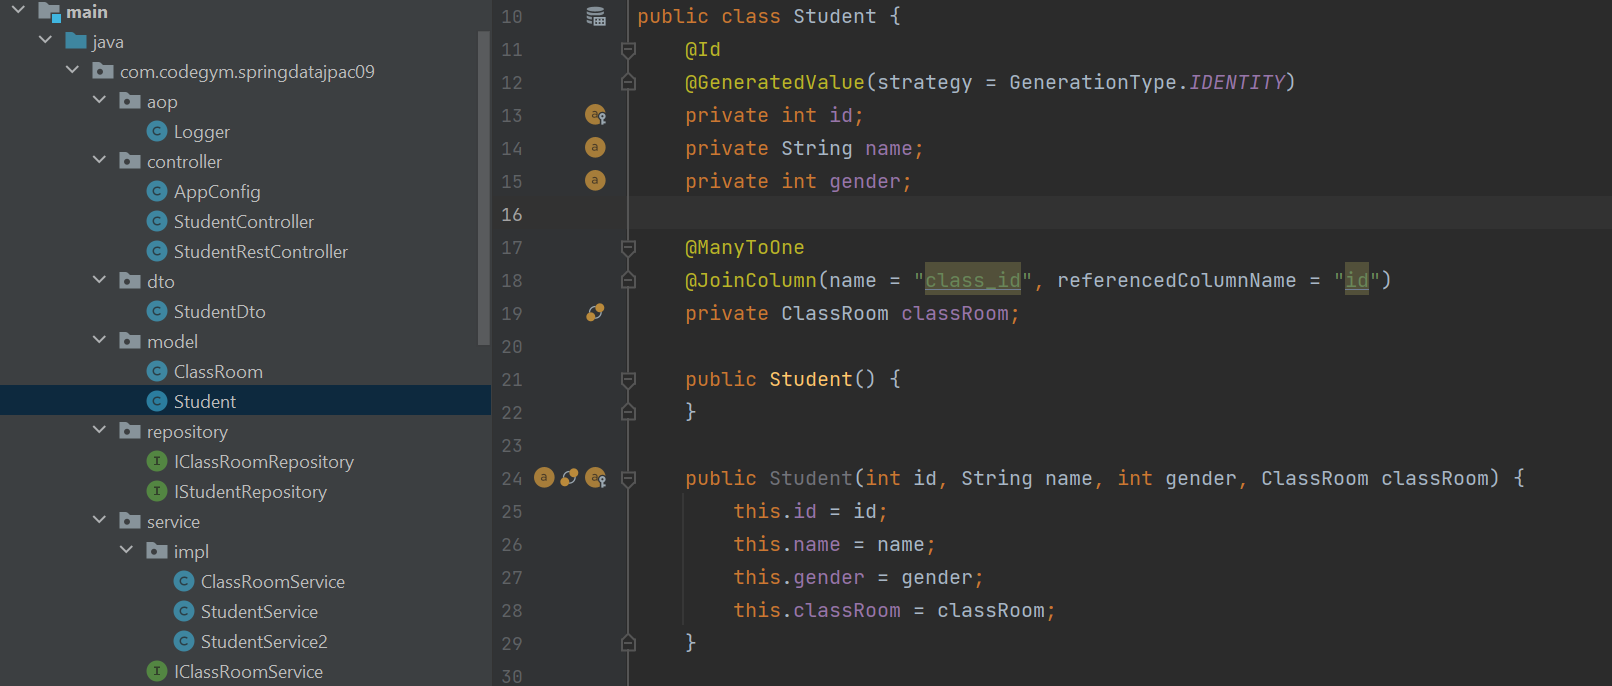 main
java
com.codegym.springdatajpac09
aop
Logger
controller
AppConfig
StudentController
StudentRestController
dto
StudentDto
model
ClassRoom
Student
repository
IClassRoomRepository
IStudentRepository
service
impl
ClassRoomService
StudentService
StudentService2
IClassRoomService
10 public class Student {
11 @Id
12 @GeneratedValue(strategy = GenerationType.IDENTITY)
13 private int id;
14 private String name;
15 private int gender;
16
17 @ManyToOne
18 @JoinColumn(name = "class_id", referencedColumnName = "id")
19 private ClassRoom classRoom;
20
21 public Student() {
22 }
23
24 public Student(int id, String name, int gender, ClassRoom classRoom) {
25 this.id = id;
26 this.name = name;
27 this.gender = gender;
28 this.classRoom = classRoom;
29 }
30